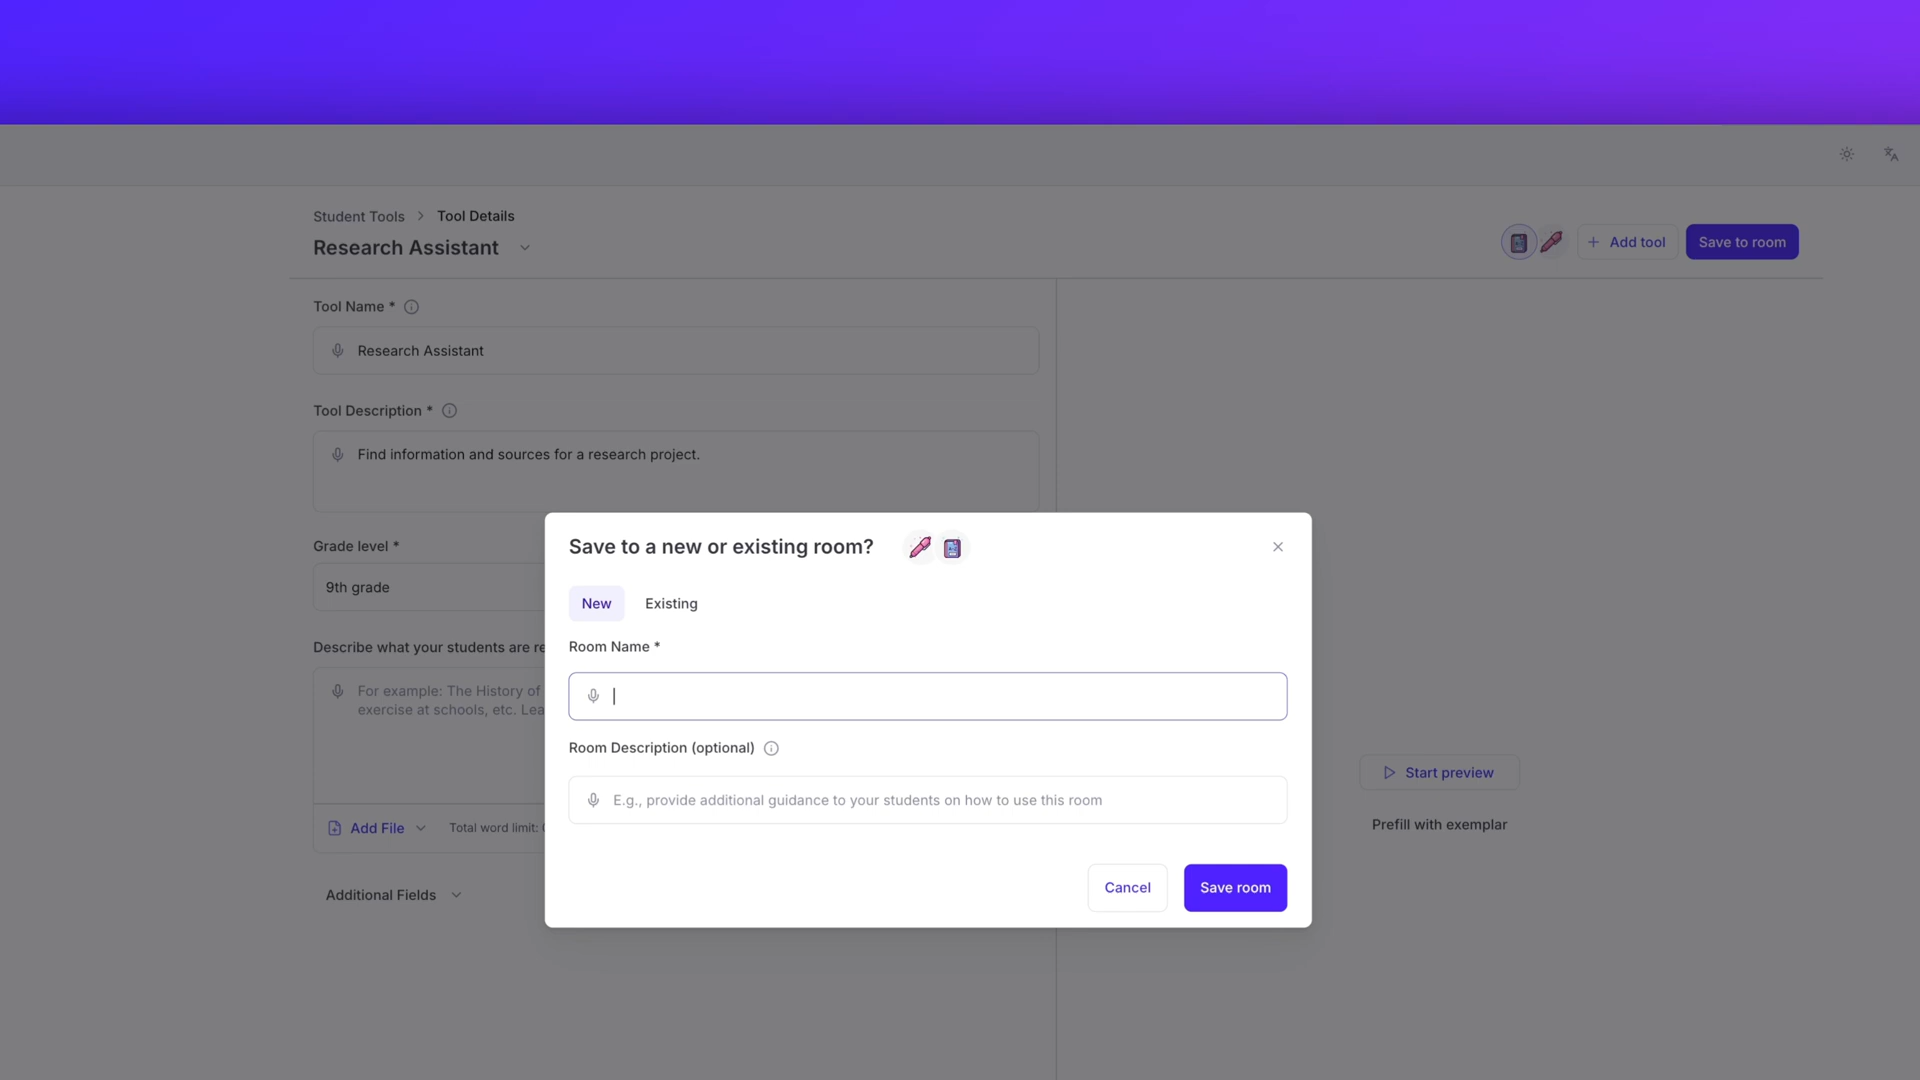 Student Tools > Tool Details
Research Assistant
Add tool
Save to room
Tool Name *
Research Assistant
Tool Description *
Find information and sources for a research project.
Grade level *
9th grade
Describe what your students are re
For example: The History of
exercise at schools, etc. Lea
Add File
Total word limit:
Additional Fields
Save to a new or existing room?
New
Existing
Room Name *
Room Description (optional)
E.g., provide additional guidance to your students on how to use this room
Cancel
Save room
Start preview
Prefill with exemplar